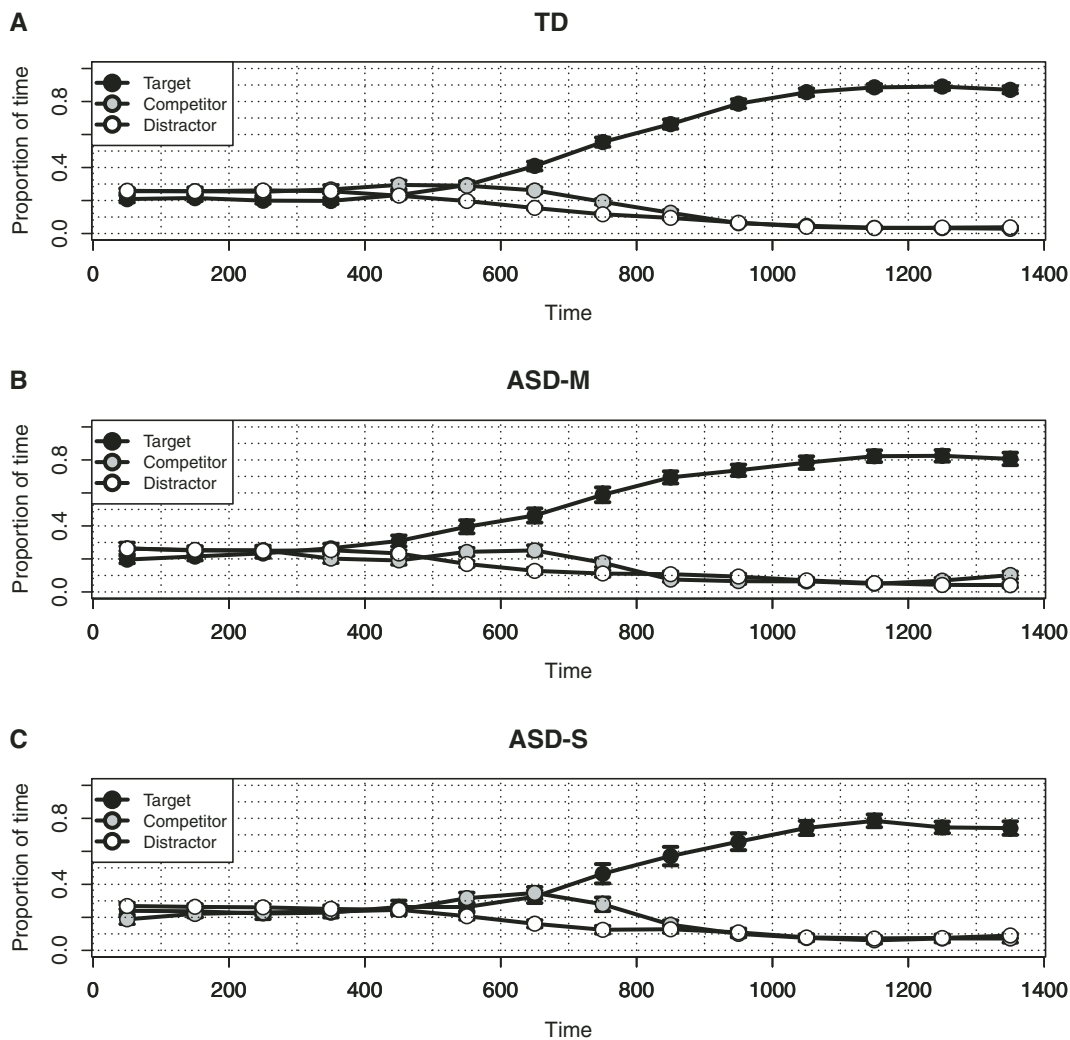 A TD
Proportion of time
0.8
0.4
0.0
Target
Competitor
Distractor
0 200 400 600 800 1000 1200 1400
Time
B ASD-M
Proportion of time
0.8
0.4
0.0
Target
Competitor
Distractor
0 200 400 600 800 1000 1200 1400
Time
C ASD-S
Proportion of time
0.8
0.4
0.0
Target
Competitor
Distractor
0 200 400 600 800 1000 1200 1400
Time